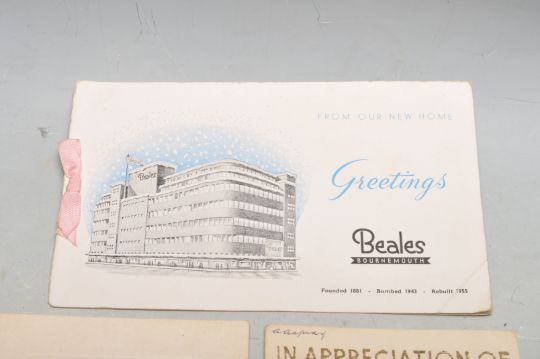 FROM OUR NEW HOME
Beales
Greetings
Beales
BOURNEMOUTH
Founded 1881 - Bombed 1943 - Rebuilt 1955
IN APPRECIATION OF